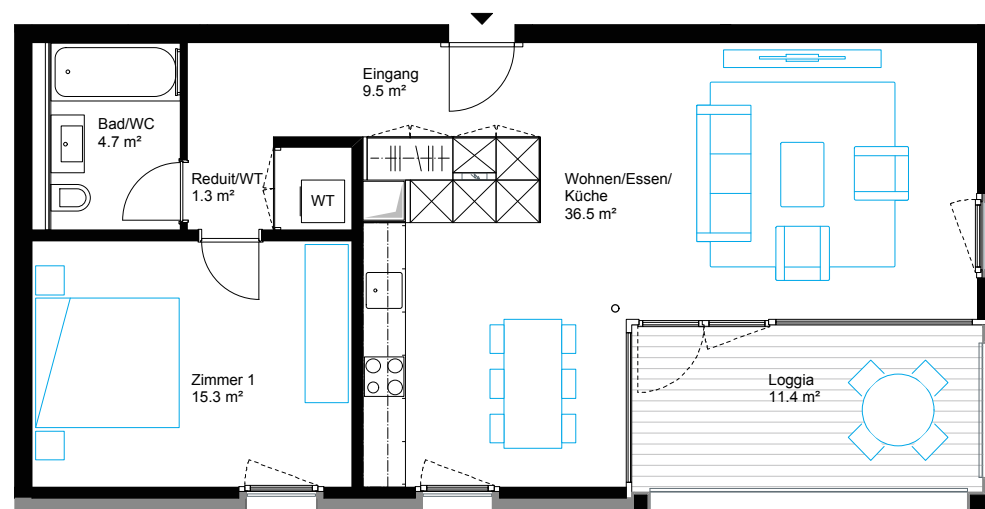 Eingang
9.5 m²
Bad/WC
4.7 m²
Reduit/WT
1.3 m²
WT
Wohnen/Essen/
Küche
36.5 m²
Zimmer 1
15.3 m²
Loggia
11.4 m²